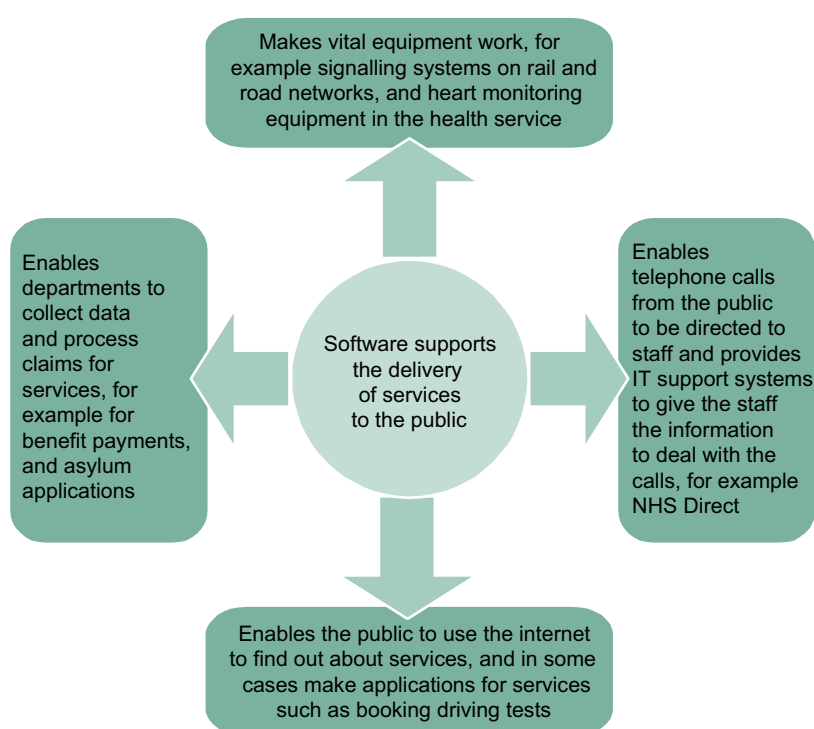 Makes vital equipment work, for
example signalling systems on rail and
road networks, and heart monitoring
equipment in the health service
Enables
departments to
collect data
and process
claims for
services, for
example for
benefit payments,
and asylum
applications
Software supports
the delivery
of services
to the public
Enables
telephone calls
from the public
to be directed to
staff and provides
IT support systems
to give the staff
the information
to deal with the
calls, for example
NHS Direct
Enables the public to use the internet
to find out about services, and in some
cases make applications for services
such as booking driving tests